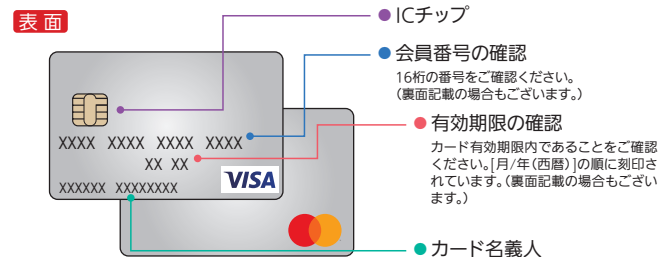 表面
ICチップ
会員番号の確認
16桁の番号をご確認ください。
（裏面記載の場合もございます。）
有効期限の確認
カード有効期限内であることをご確認
ください。[月/年（西暦）]の順に刻印さ
れています。（裏面記載の場合もござい
ます。）
カード名義人
XXXX XXXX XXXX XXXX
XX XX
XXXXXX XXXXXXXX
VISA